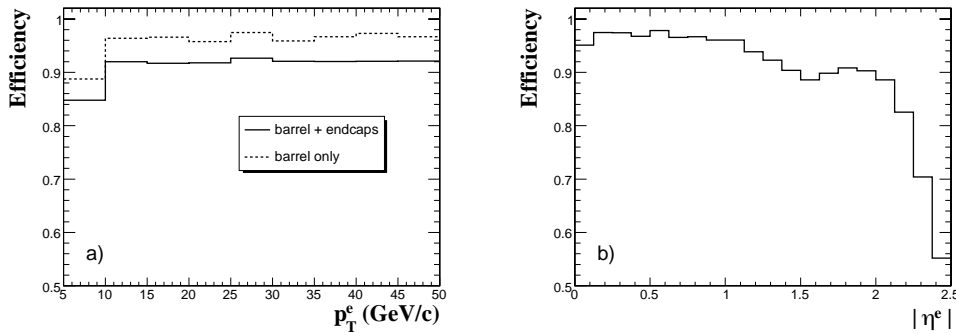 Efficiency
1
0.9
0.8
0.7
0.6
0.5
barrel + endcaps
barrel only
a)
5 10 15 20 25 30 35 40 45 50
p_T^e (GeV/c)
Efficiency
1
0.9
0.8
0.7
0.6
0.5
b)
0 0.5 1 1.5 2 2.5
| η^e |